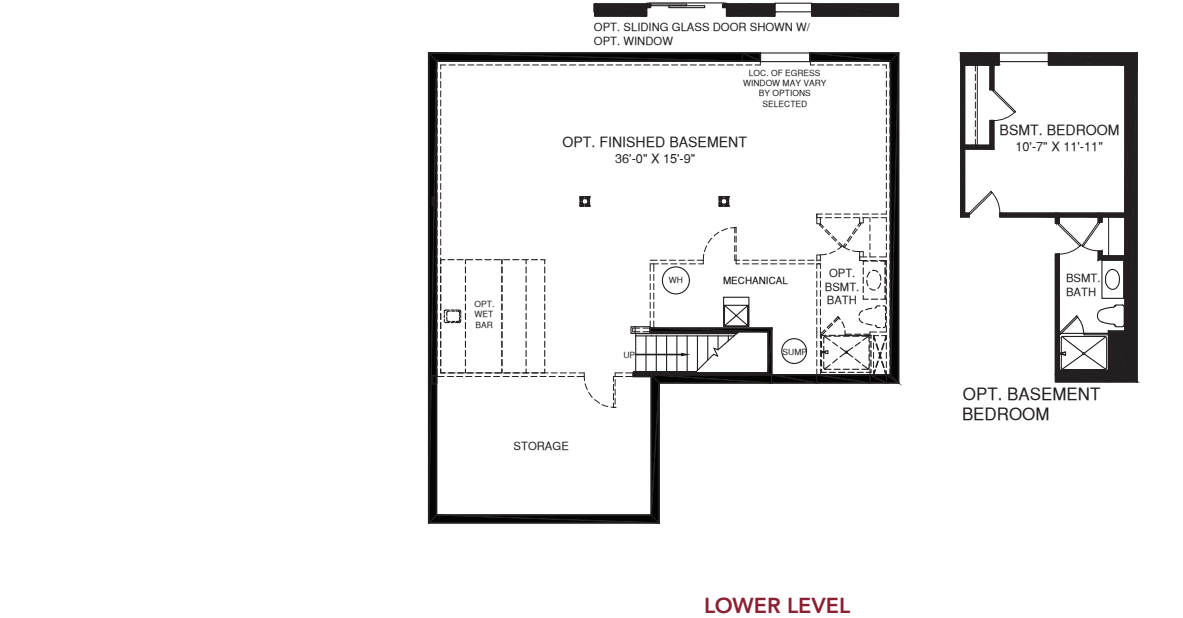 OPT. SLIDING GLASS DOOR SHOWN W/
OPT. WINDOW
LOC. OF EGRESS
WINDOW MAY VARY
BY OPTIONS
SELECTED
OPT. FINISHED BASEMENT
36'-0" X 15'-9"
BSMT. BEDROOM
10'-7" X 11'-11"
WH
MECHANICAL
OPT.
BSMT.
BATH
BSMT.
BATH
OPT.
WET
BAR
UP
SUMP
OPT. BASEMENT
BEDROOM
STORAGE
LOWER LEVEL